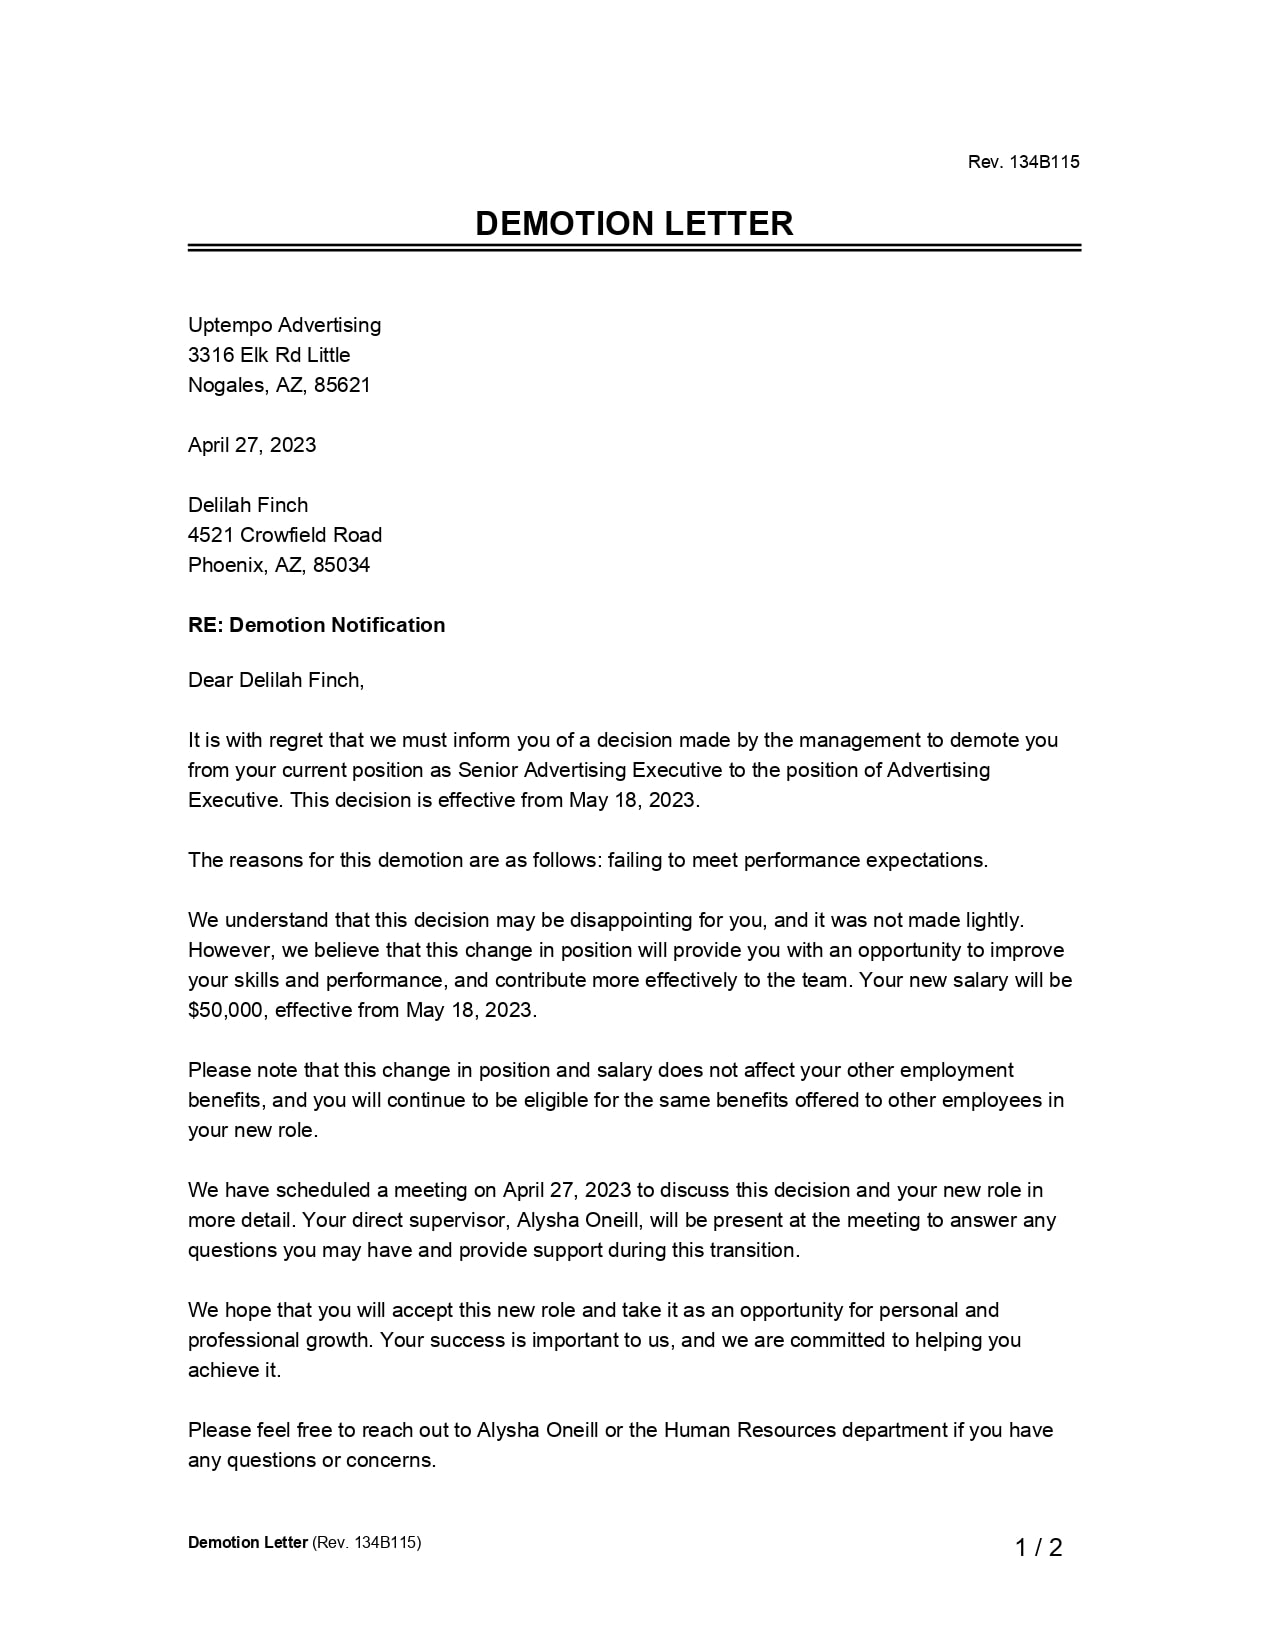 Rev. 134B115
DEMOTION LETTER
Uptempo Advertising
3316 Elk Rd Little
Nogales, AZ, 85621
April 27, 2023
Delilah Finch
4521 Crowfield Road
Phoenix, AZ, 85034
RE: Demotion Notification
Dear Delilah Finch,
It is with regret that we must inform you of a decision made by the management to demote you
from your current position as Senior Advertising Executive to the position of Advertising
Executive. This decision is effective from May 18, 2023.
The reasons for this demotion are as follows: failing to meet performance expectations.
We understand that this decision may be disappointing for you, and it was not made lightly.
However, we believe that this change in position will provide you with an opportunity to improve
your skills and performance, and contribute more effectively to the team. Your new salary will be
$50,000, effective from May 18, 2023.
Please note that this change in position and salary does not affect your other employment
benefits, and you will continue to be eligible for the same benefits offered to other employees in
your new role.
We have scheduled a meeting on April 27, 2023 to discuss this decision and your new role in
more detail. Your direct supervisor, Alysha Oneill, will be present at the meeting to answer any
questions you may have and provide support during this transition.
We hope that you will accept this new role and take it as an opportunity for personal and
professional growth. Your success is important to us, and we are committed to helping you
achieve it.
Please feel free to reach out to Alysha Oneill or the Human Resources department if you have
any questions or concerns.
Demotion Letter (Rev. 134B115)
1 / 2